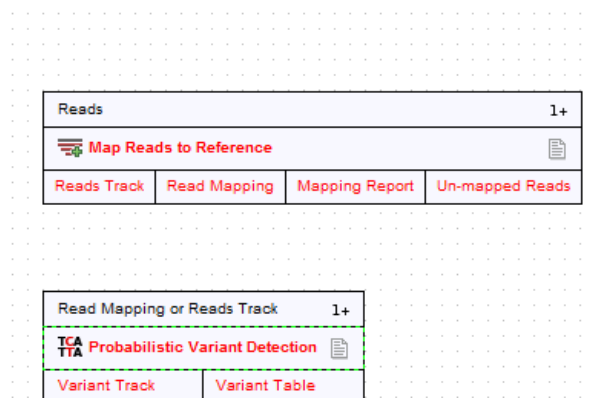 Reads 1+
Map Reads to Reference
Reads Track Read Mapping Mapping Report Un-mapped Reads
Read Mapping or Reads Track 1+
TCA
TTA Probabilistic Variant Detection
Variant Track Variant Table